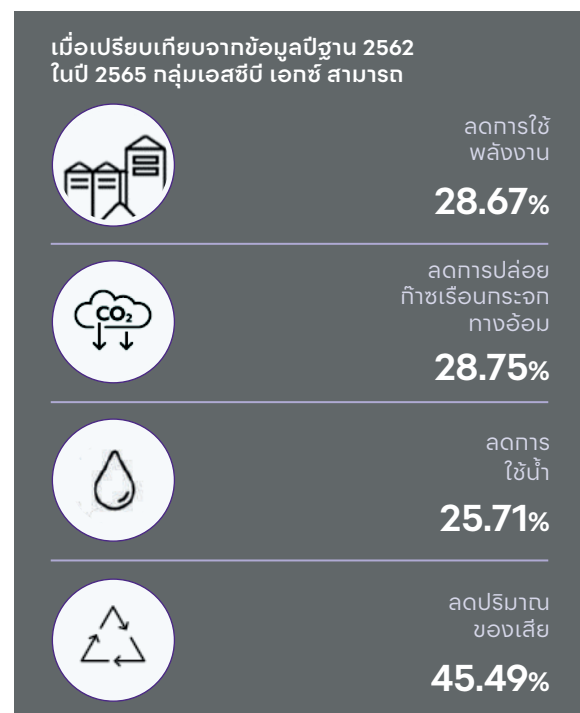 เมื่อเปรียบเทียบจากข้อมูลปีฐาน 2562
ในปี 2565 กลุ่มเอสซีบี เอกซ์ สามารถ
ลดการใช้
พลังงาน
28.67%
ลดการปล่อย
ก๊าซเรือนกระจก
ทางอ้อม
CO₂
28.75%
ลดการ
ใช้น้ำ
25.71%
ลดปริมาณ
ของเสีย
45.49%